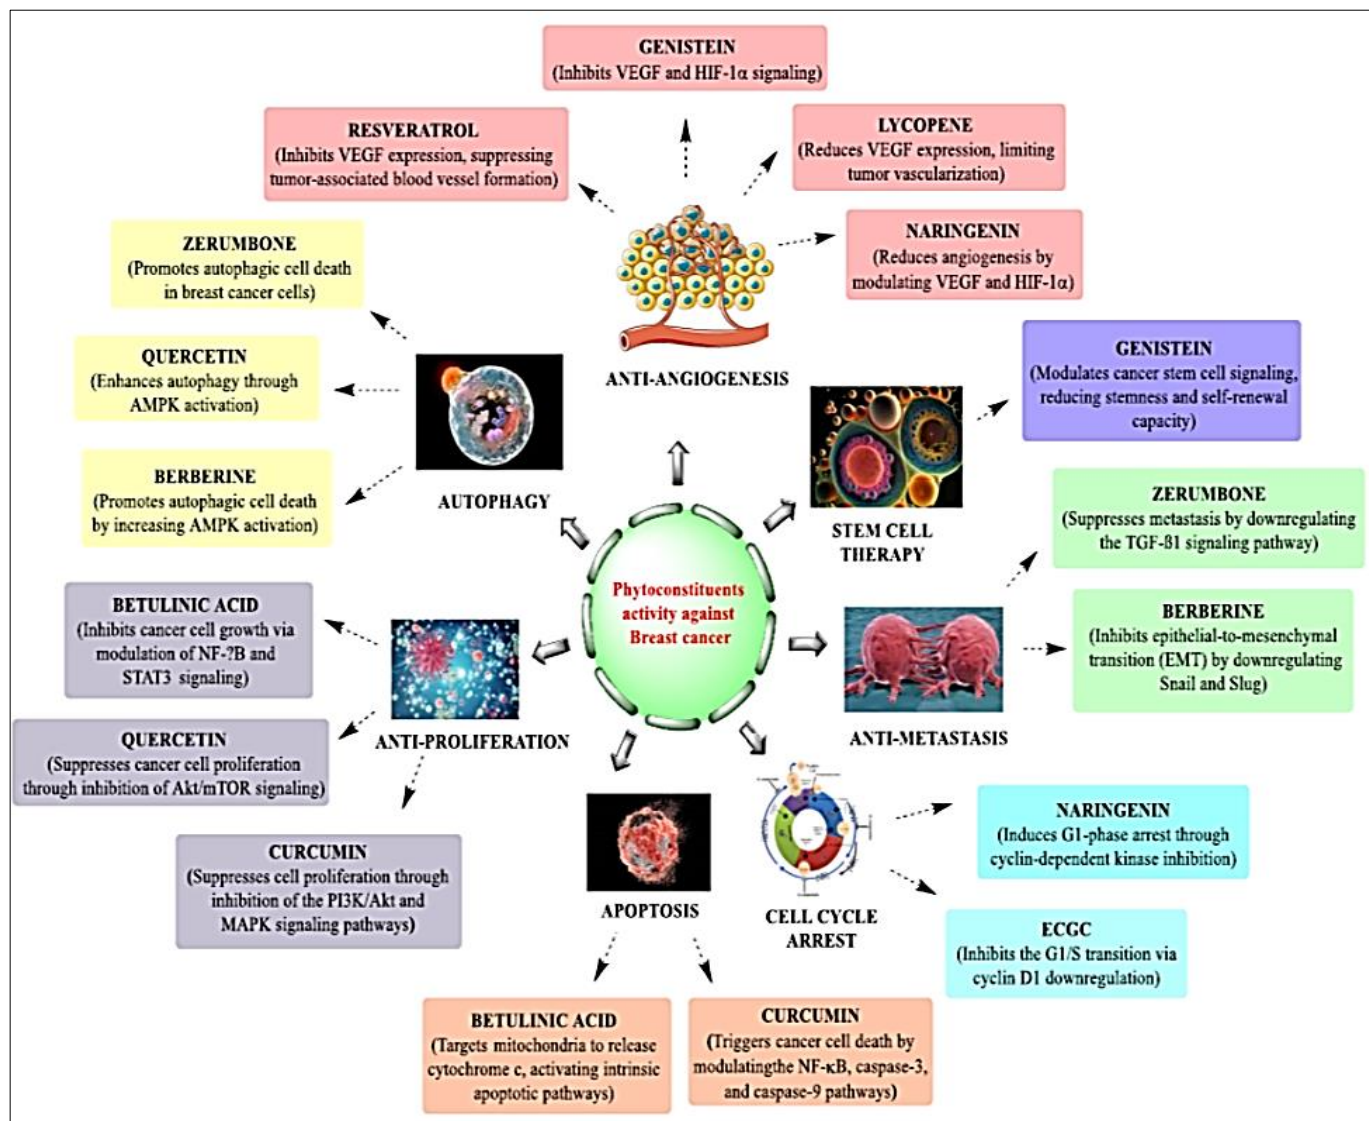 GENISTEIN
(Inhibits VEGF and HIF-1α signaling)
RESVERATROL
(Inhibits VEGF expression, suppressing
tumor-associated blood vessel formation)
LYCOPENE
(Reduces VEGF expression, limiting
tumor vascularization)
NARINGENIN
(Reduces angiogenesis by
modulating VEGF and HIF-1α)
ANTI-ANGIOGENESIS
ZERUMBONE
(Promotes autophagic cell death
in breast cancer cells)
QUERCETIN
(Enhances autophagy through
AMPK activation)
BERBERINE
(Promotes autophagic cell death
by increasing AMPK activation)
AUTOPHAGY
GENISTEIN
(Modulates cancer stem cell signaling,
reducing stemness and self-renewal
capacity)
STEM CELL
THERAPY
ZERUMBONE
(Suppresses metastasis by downregulating
the TGF-ß1 signaling pathway)
BERBERINE
(Inhibits epithelial-to-mesenchymal
transition (EMT) by downregulating
Snail and Slug)
ANTI-METASTASIS
Phytoconstituents
activity against
Breast cancer
BETULINIC ACID
(Inhibits cancer cell growth via
modulation of NF-?B and
STAT3 signaling)
QUERCETIN
(Suppresses cancer cell proliferation
through inhibition of Akt/mTOR signaling)
CURCUMIN
(Suppresses cell proliferation through
inhibition of the PI3K/Akt and
MAPK signaling pathways)
ANTI-PROLIFERATION
APOPTOSIS
BETULINIC ACID
(Targets mitochondria to release
cytochrome c, activating intrinsic
apoptotic pathways)
CURCUMIN
(Triggers cancer cell death by
modulatingthe NF-κB, caspase-3,
and caspase-9 pathways)
CELL CYCLE
ARREST
NARINGENIN
(Induces G1-phase arrest through
cyclin-dependent kinase inhibition)
ECGC
(Inhibits the G1/S transition via
cyclin D1 downregulation)